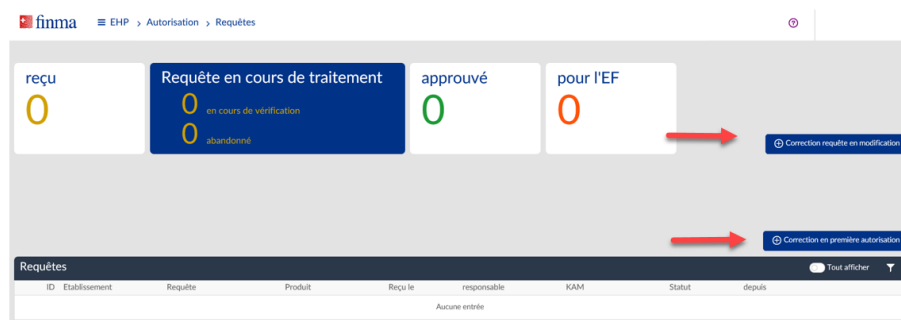 finma
EHP > Autorisation > Requêtes
?
reçu
0
Requête en cours de traitement
0 en cours de vérification
0 abandonné
approuvé
0
pour l'EF
0
Correction requête en modification
Correction en première autorisation
Requêtes
Tout afficher
ID Etablissement Requête Produit Reçu le responsable KAM Statut depuis
Aucune entrée